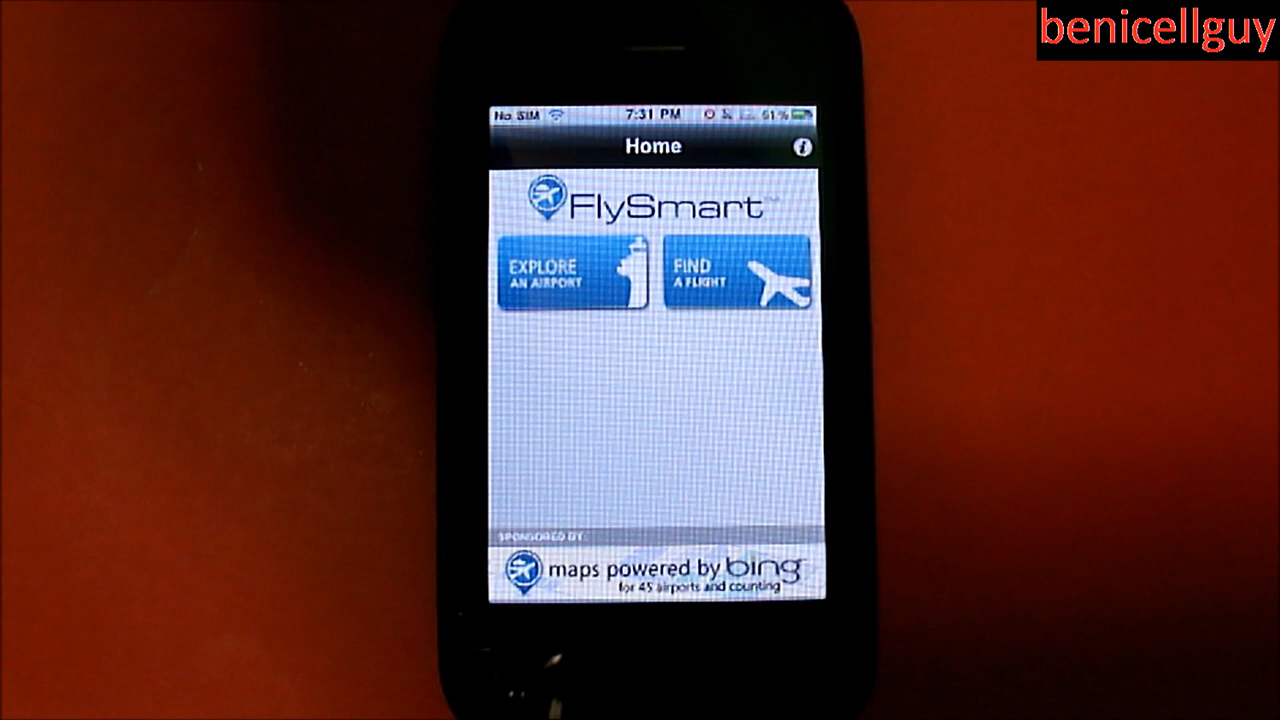 benicellguy
No SIM 7:31 PM 61%
Home
FlySmart
EXPLORE
AN AIRPORT
FIND
A FLIGHT
SPONSORED BY:
maps powered by bing
for 45 airports and counting